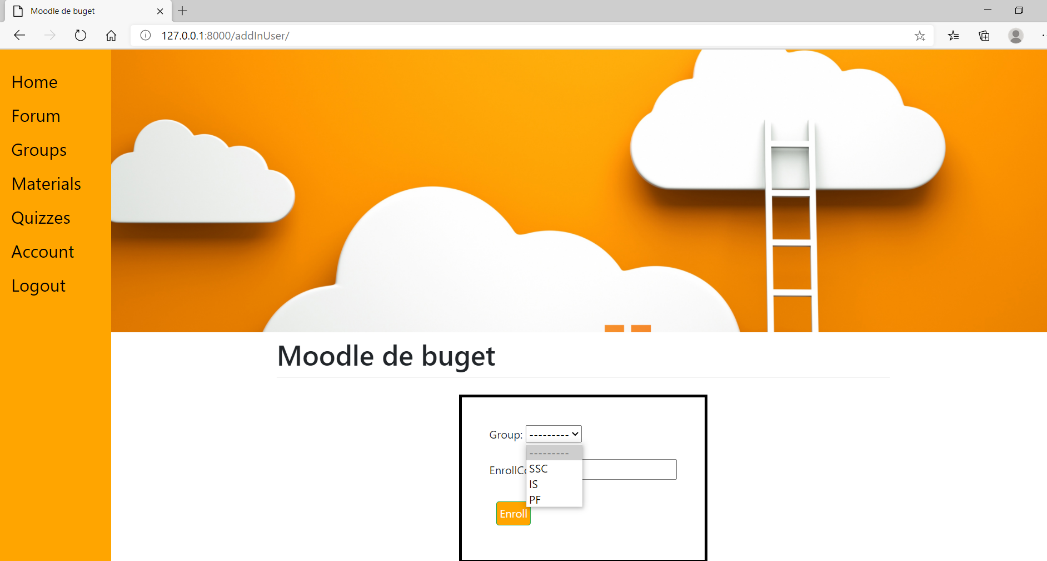 Moodle de buget
127.0.0.1:8000/addInUser/
Home
Forum
Groups
Materials
Quizzes
Account
Logout
Moodle de buget
Group: ---------
---------
SSC
IS
PF
EnrollC
Enroll